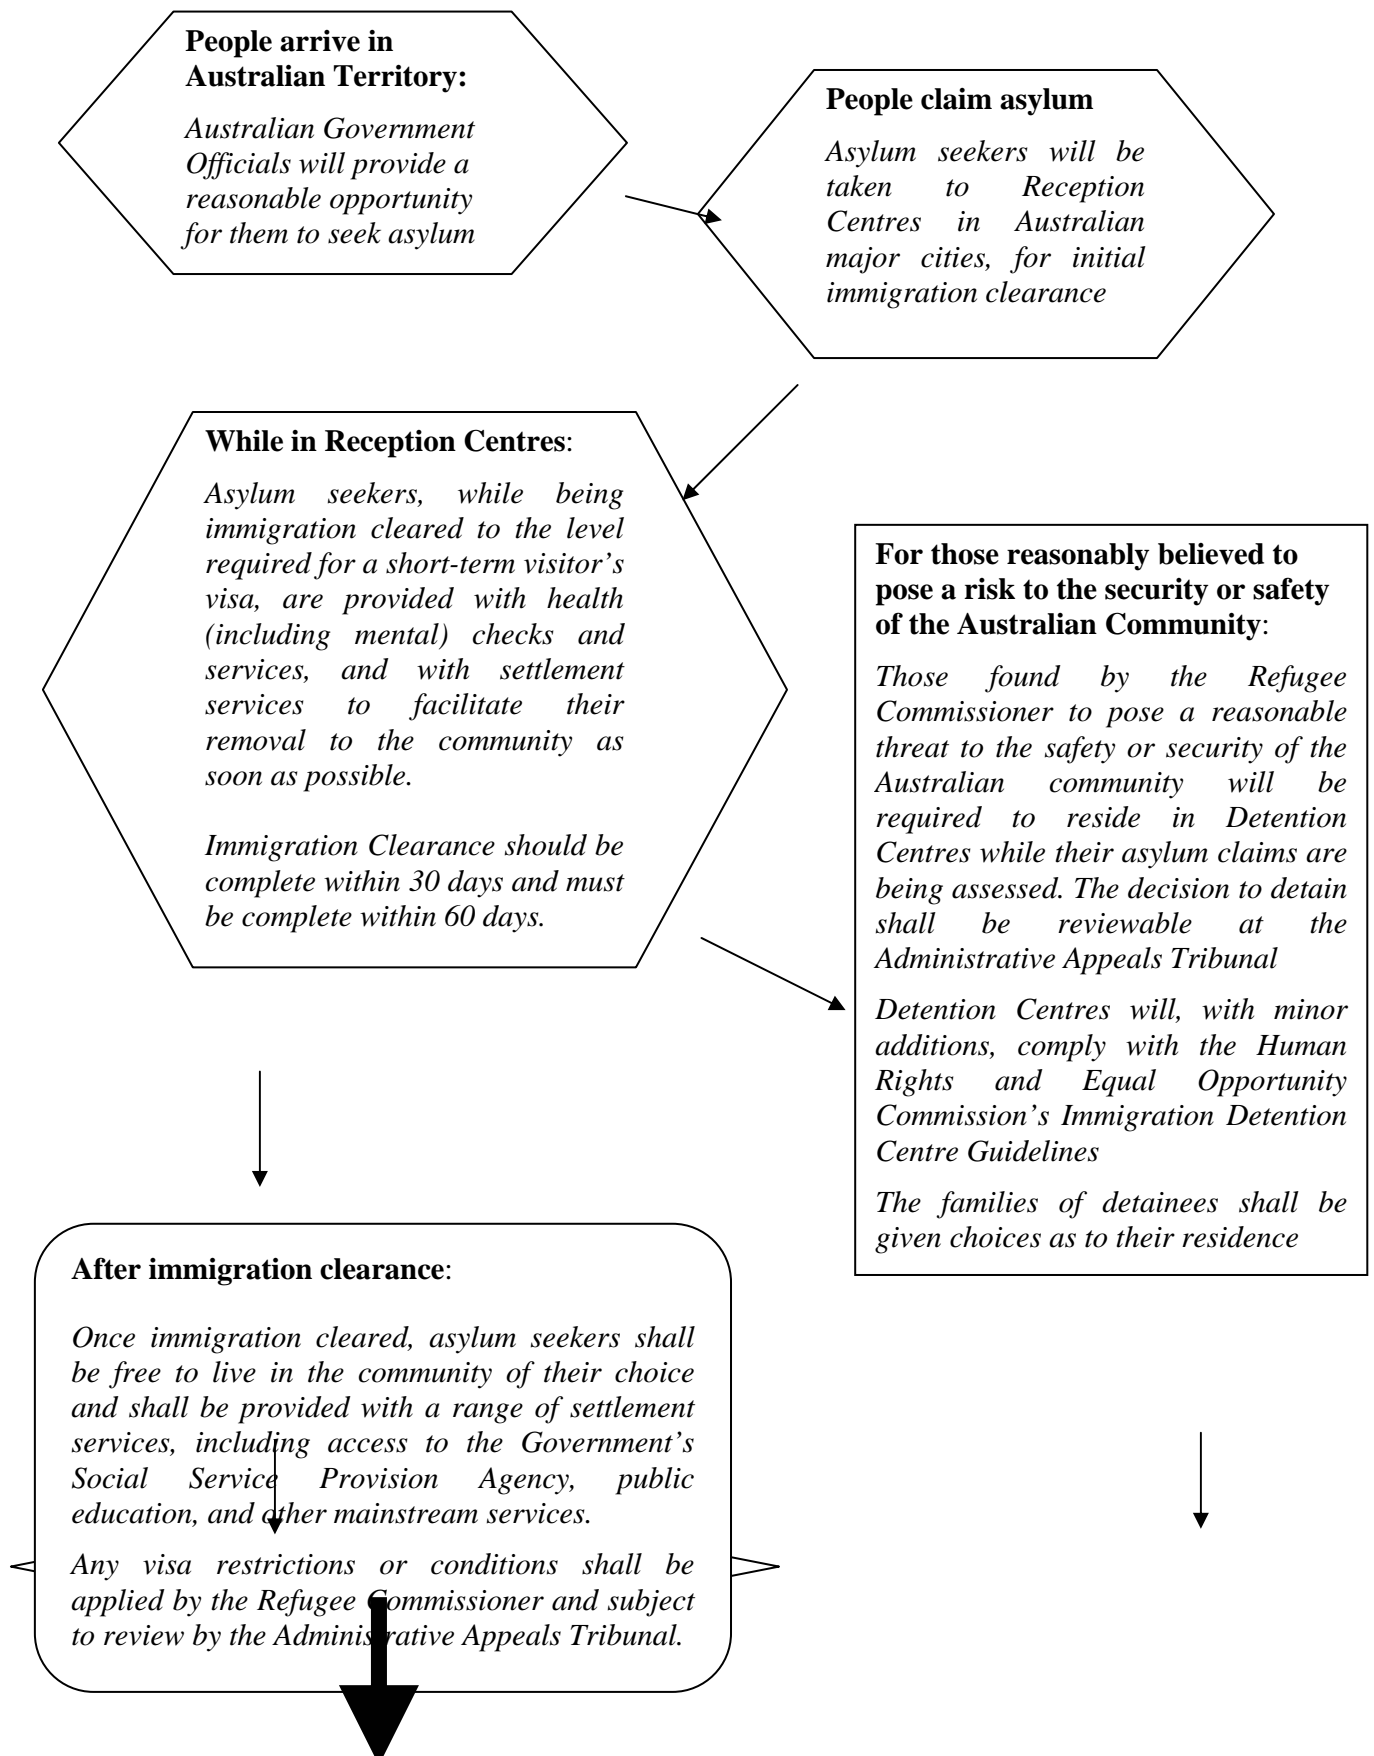 People arrive in
Australian Territory:
Australian Government
Officials will provide a
reasonable opportunity
for them to seek asylum
People claim asylum
Asylum seekers will be
taken to Reception
Centres in Australian
major cities, for initial
immigration clearance
While in Reception Centres:
Asylum seekers, while being
immigration cleared to the level
required for a short-term visitor's
visa, are provided with health
(including mental) checks and
services, and with settlement
services to facilitate their
removal to the community as
soon as possible.
Immigration Clearance should be
complete within 30 days and must
be complete within 60 days.
For those reasonably believed to
pose a risk to the security or safety
of the Australian Community:
Those found by the Refugee
Commissioner to pose a reasonable
threat to the safety or security of the
Australian community will be
required to reside in Detention
Centres while their asylum claims are
being assessed. The decision to detain
shall be reviewable at the
Administrative Appeals Tribunal
Detention Centres will, with minor
additions, comply with the Human
Rights and Equal Opportunity
Commission's Immigration Detention
Centre Guidelines
The families of detainees shall be
given choices as to their residence
After immigration clearance:
Once immigration cleared, asylum seekers shall
be free to live in the community of their choice
and shall be provided with a range of settlement
services, including access to the Government's
Social Service Provision Agency, public
education, and other mainstream services.
Any visa restrictions or conditions shall be
applied by the Refugee Commissioner and subject
to review by the Administrative Appeals Tribunal.